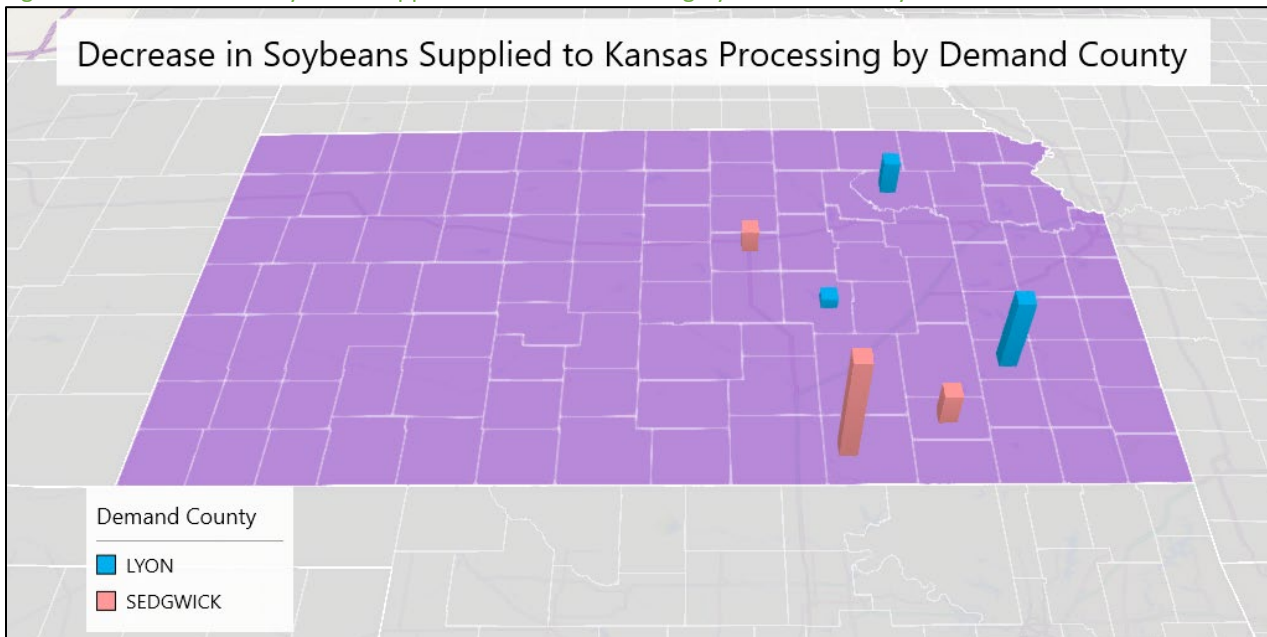 Decrease in Soybeans Supplied to Kansas Processing by Demand County
Demand County
LYON
SEDGWICK